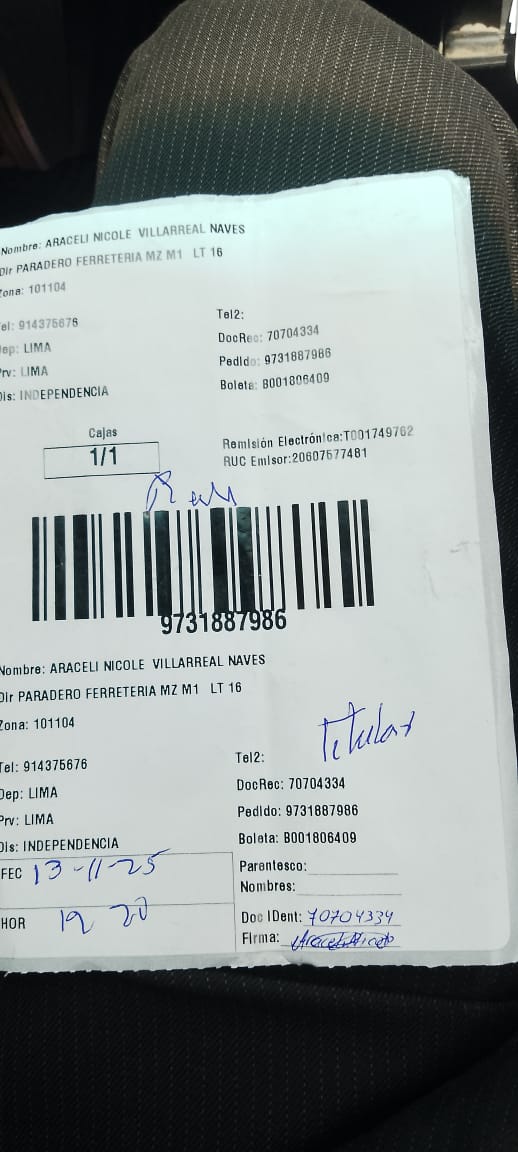 Nombre: ARACELI NICOLE VILLARREAL NAVES
Dir PARADERO FERRETERIA MZ M1 LT 16
Zona: 101104
Tel: 914375676
Tel2:
Dep: LIMA
DocRec: 70704334
Prv: LIMA
Pedido: 9731887986
Dis: INDEPENDENCIA
Boleta: B001806409
Cajas
1/1
Remisión Electrónica:T001749762
RUC Emisor:20607577481
9731887986
Nombre: ARACELI NICOLE VILLARREAL NAVES
Dir PARADERO FERRETERIA MZ M1 LT 16
Zona: 101104
Titular
Tel: 914375676
Tel2:
Dep: LIMA
DocRec: 70704334
Prv: LIMA
Pedido: 9731887986
Dis: INDEPENDENCIA
Boleta: B001806409
FEC 13-11-25
Parentesco:
Nombres:
HOR 12 20
Doc IDent: 70704334
Firma: